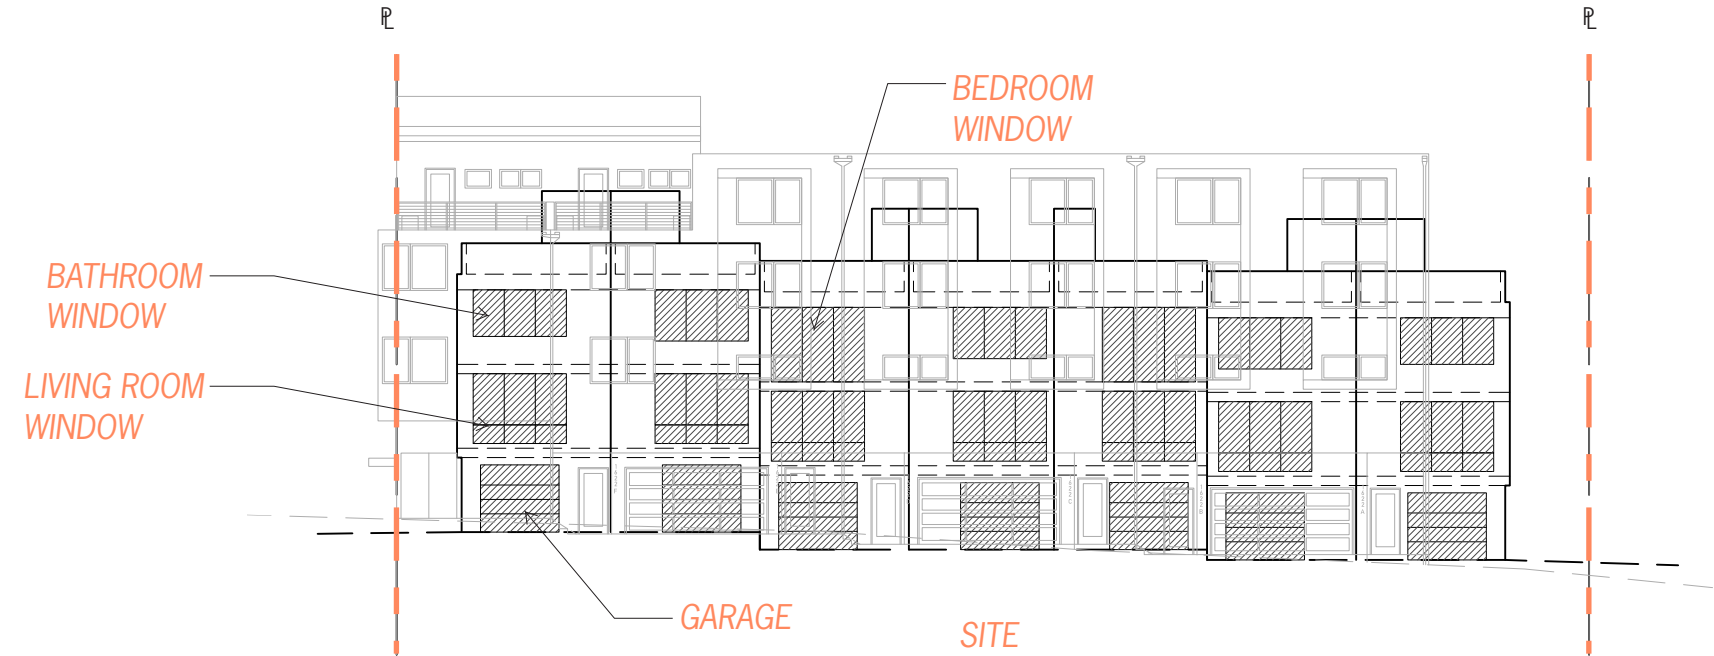 PL
PL
BEDROOM
WINDOW
BATHROOM
WINDOW
LIVING ROOM
WINDOW
GARAGE
SITE